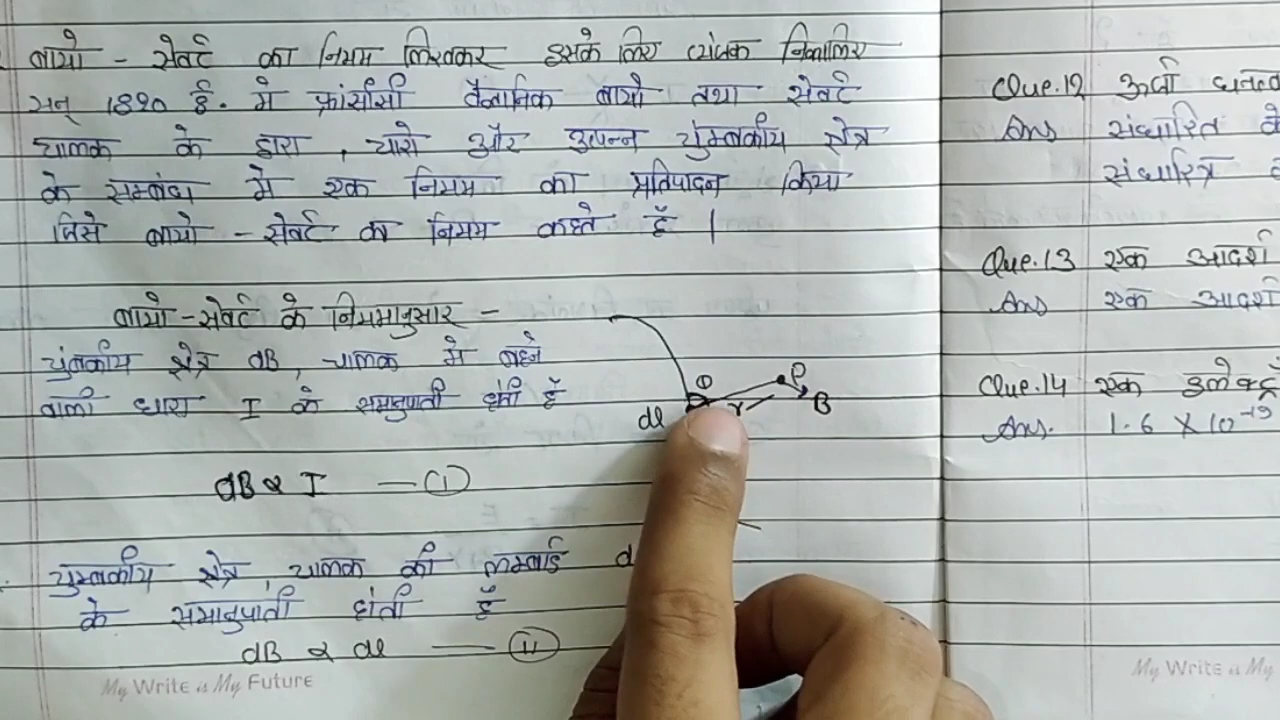 बायो - सेवर्ट का नियम लिखकर इसके लिए व्यंजक निकालिए
सन् 1820 ई. में फ्रांसीसी वैज्ञानिक बायो तथा सेवर्ट
चालक के द्वारा , चारो और उत्पन्न चुम्बकीय क्षेत्र
के सम्बंध में एक नियम का प्रतिपादन किया
जिसे बायो - सेवर्ट का नियम कहते हैं |
बायो - सेवर्ट के नियमानुसार -
चुंबकीय क्षेत्र dB, चालक में बहने
वाली धारा I के समानुपाती होती हैं
θ P
r B
dl
dB α I — (i)
चुम्बकीय क्षेत्र, चालक की लम्बाई d
के समानुपाती होती हैं
dB α dl — (ii)
My Write is My Future
Que.12 ऊर्जा घनत्व
Ans संधारित्र के
संधारित्र
Que.13 एक आदर्श
Ans एक आदर्श
Que.14 एक इलेक्ट्रॉ
Ans. 1.6 X 10⁻¹⁹
My Write is My